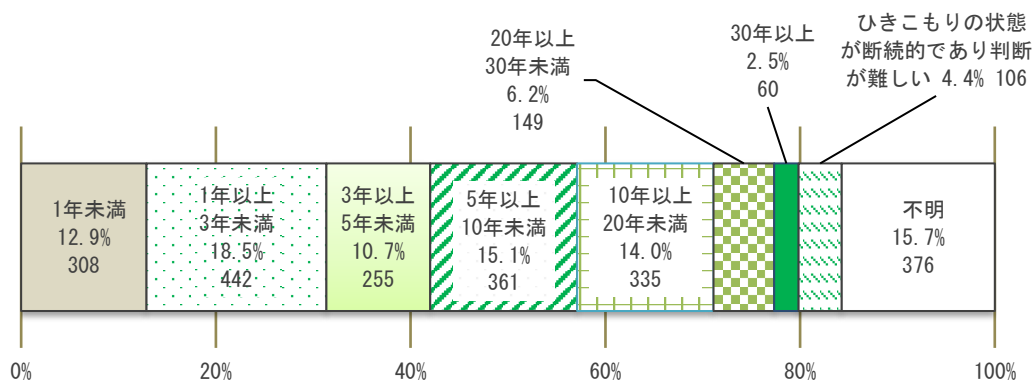 20年以上
30年未満
6.2%
149
30年以上
2.5%
60
ひきこもりの状態
が断続的であり判断
が難しい 4.4% 106
1年未満
12.9%
308
1年以上
3年未満
18.5%
442
3年以上
5年未満
10.7%
255
5年以上
10年未満
15.1%
361
10年以上
20年未満
14.0%
335
不明
15.7%
376
0%
20%
40%
60%
80%
100%